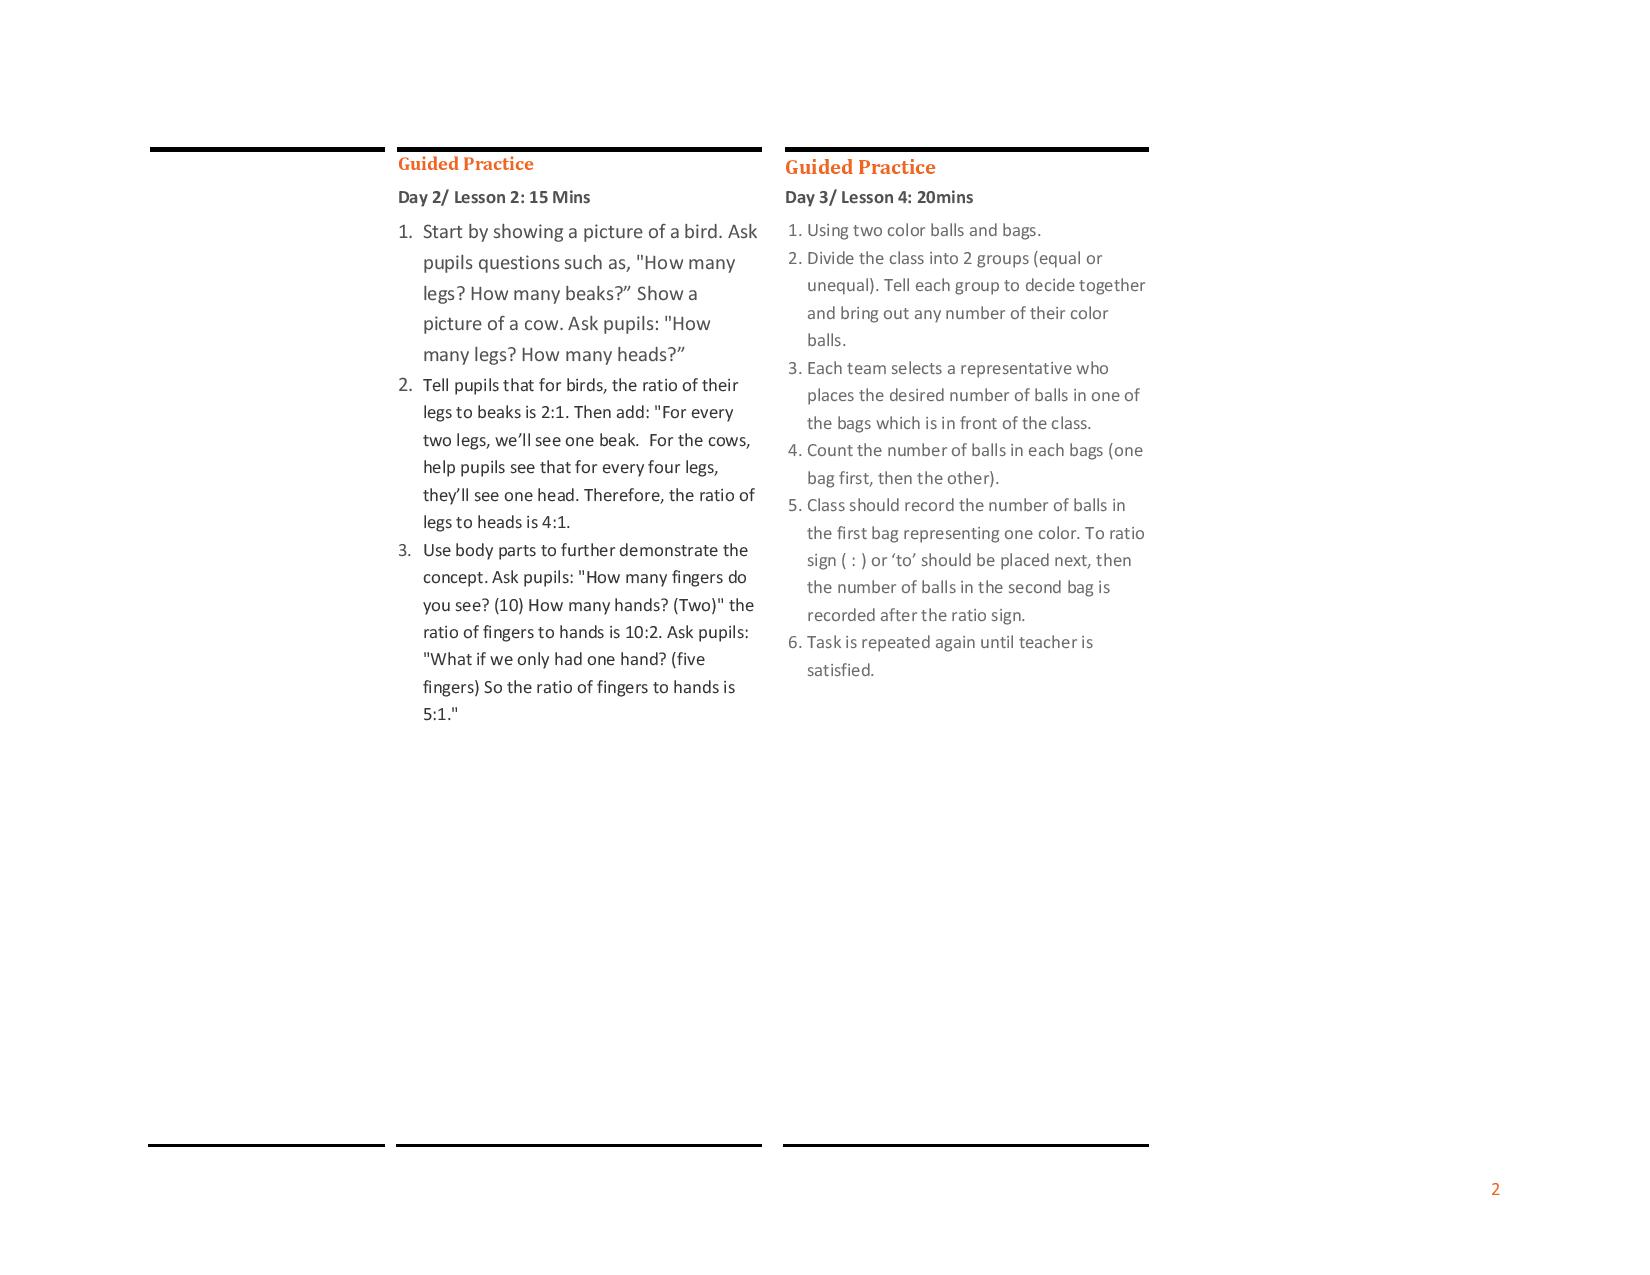 Guided Practice
Day 2/ Lesson 2: 15 Mins
1. Start by showing a picture of a bird. Ask
pupils questions such as, "How many
legs? How many beaks?” Show a
picture of a cow. Ask pupils: "How
many legs? How many heads?”
2. Tell pupils that for birds, the ratio of their
legs to beaks is 2:1. Then add: "For every
two legs, we’ll see one beak.  For the cows,
help pupils see that for every four legs,
they’ll see one head. Therefore, the ratio of
legs to heads is 4:1.
3. Use body parts to further demonstrate the
concept. Ask pupils: "How many fingers do
you see? (10) How many hands? (Two)" the
ratio of fingers to hands is 10:2. Ask pupils:
"What if we only had one hand? (five
fingers) So the ratio of fingers to hands is
5:1."
Guided Practice
Day 3/ Lesson 4: 20mins
1. Using two color balls and bags.
2. Divide the class into 2 groups (equal or
unequal). Tell each group to decide together
and bring out any number of their color
balls.
3. Each team selects a representative who
places the desired number of balls in one of
the bags which is in front of the class.
4. Count the number of balls in each bags (one
bag first, then the other).
5. Class should record the number of balls in
the first bag representing one color. To ratio
sign ( : ) or ‘to’ should be placed next, then
the number of balls in the second bag is
recorded after the ratio sign.
6. Task is repeated again until teacher is
satisfied.
2